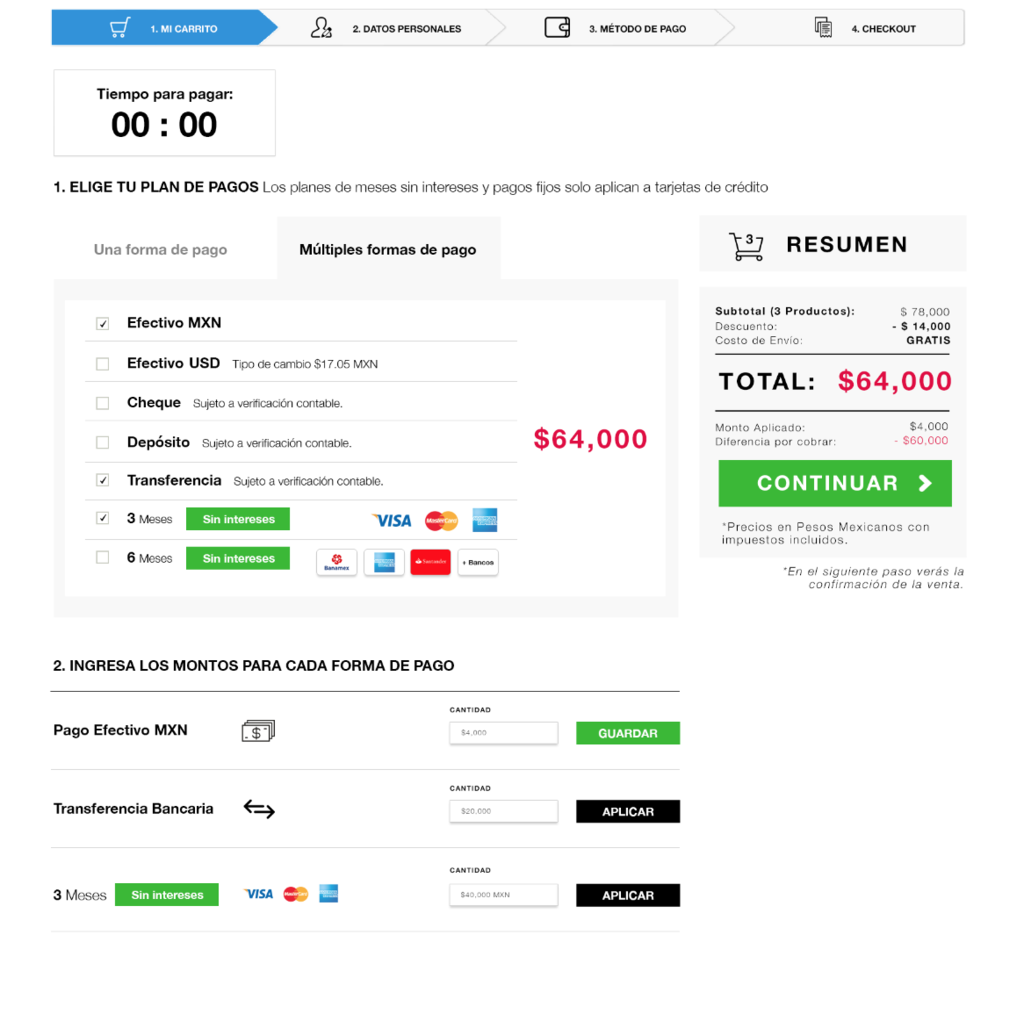 1. MI CARRITO
2. DATOS PERSONALES
3. MÉTODO DE PAGO
4. CHECKOUT
Tiempo para pagar:
00 : 00
1. ELIGE TU PLAN DE PAGOS Los planes de meses sin intereses y pagos fijos solo aplican a tarjetas de crédito
Una forma de pago
Múltiples formas de pago
Efectivo MXN
Efectivo USD Tipo de cambio $17.05 MXN
Cheque Sujeto a verificación contable.
Depósito Sujeto a verificación contable.
Transferencia Sujeto a verificación contable.
3 Meses Sin intereses VISA MasterCard
6 Meses Sin intereses Banamex Santander + Bancos
$64,000
3 RESUMEN
Subtotal (3 Productos): $ 78,000
Descuento: - $ 14,000
Costo de Envío: GRATIS
TOTAL: $64,000
Monto Aplicado: $4,000
Diferencia por cobrar: - $60,000
CONTINUAR
*Precios en Pesos Mexicanos con
impuestos incluidos.
*En el siguiente paso verás la
confirmación de la venta.
2. INGRESA LOS MONTOS PARA CADA FORMA DE PAGO
CANTIDAD
Pago Efectivo MXN $ $4,000 GUARDAR
CANTIDAD
Transferencia Bancaria $20,000 APLICAR
CANTIDAD
3 Meses Sin intereses VISA MasterCard $40,000 MXN APLICAR